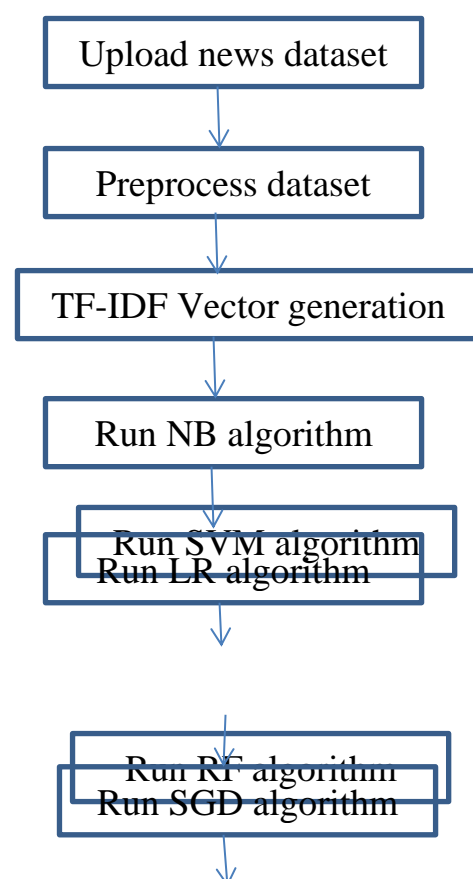 Upload news dataset
Preprocess dataset
TF-IDF Vector generation
Run NB algorithm
Run SVM algorithm
Run LR algorithm
Run RF algorithm
Run SGD algorithm